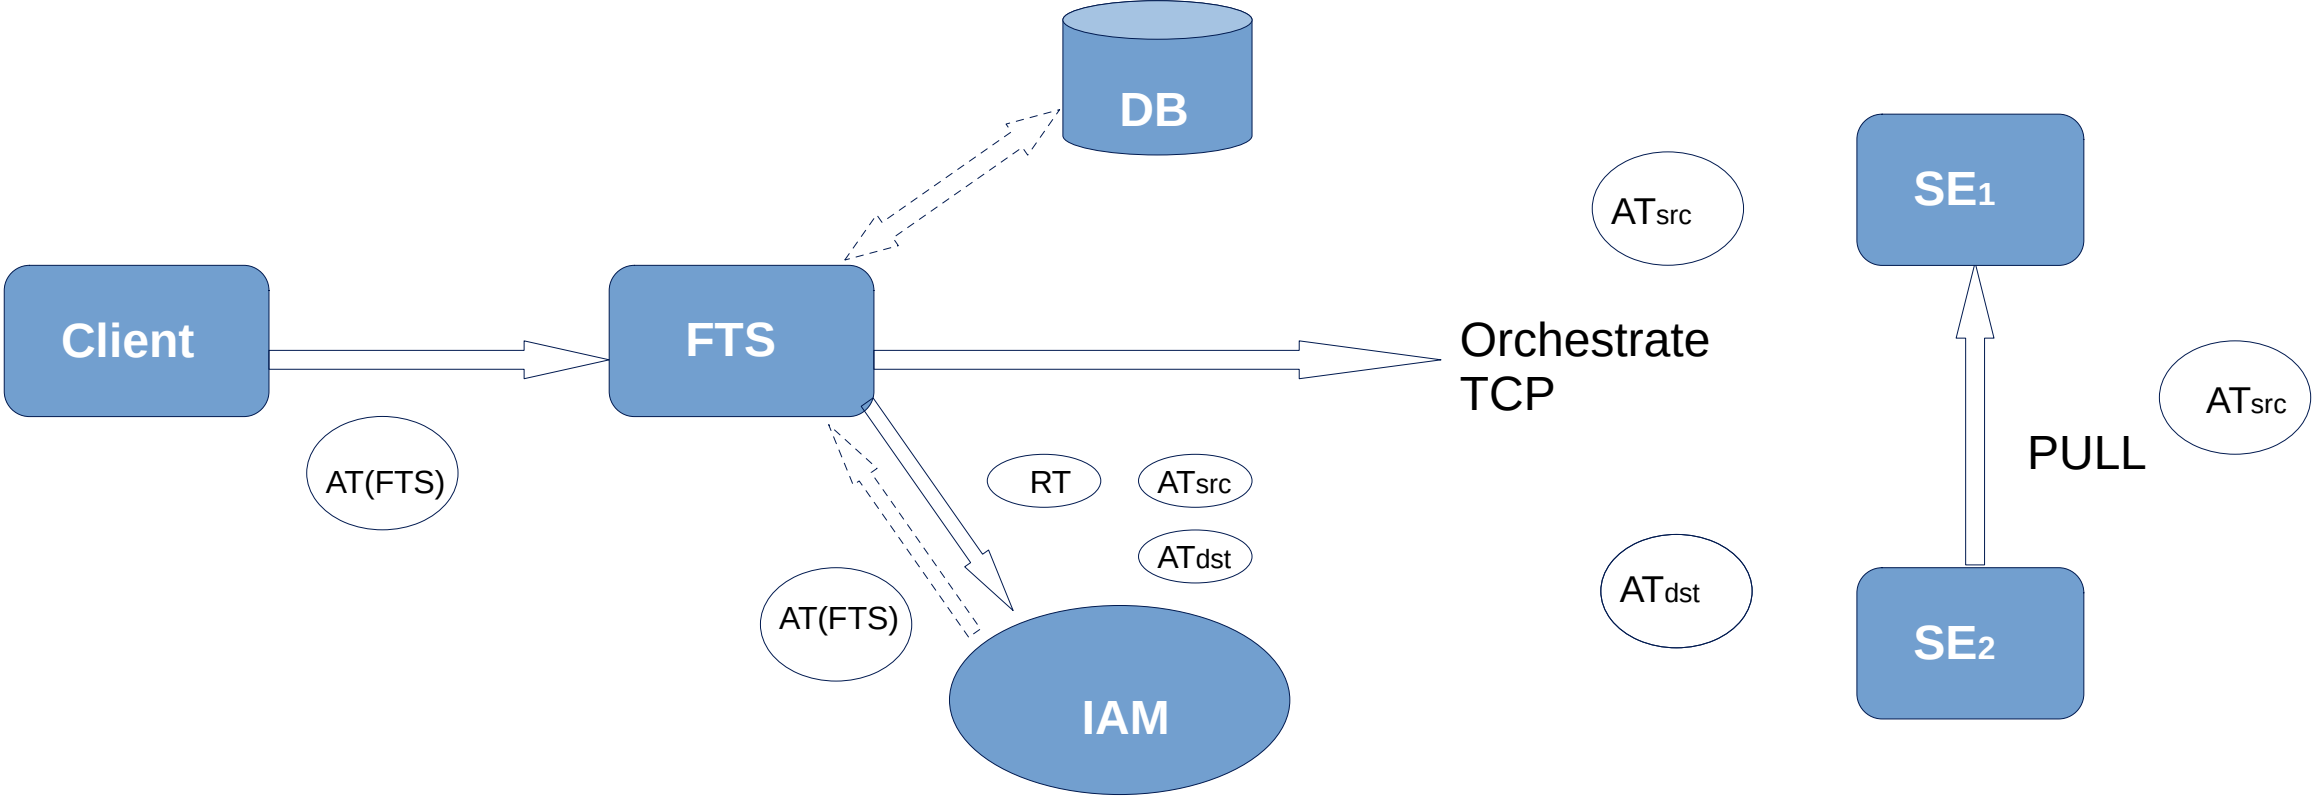 DB
SE1
ATsrc
Client
FTS
Orchestrate
TCP
ATsrc
PULL
AT(FTS)
RT
ATsrc
ATdst
ATdst
AT(FTS)
SE2
IAM